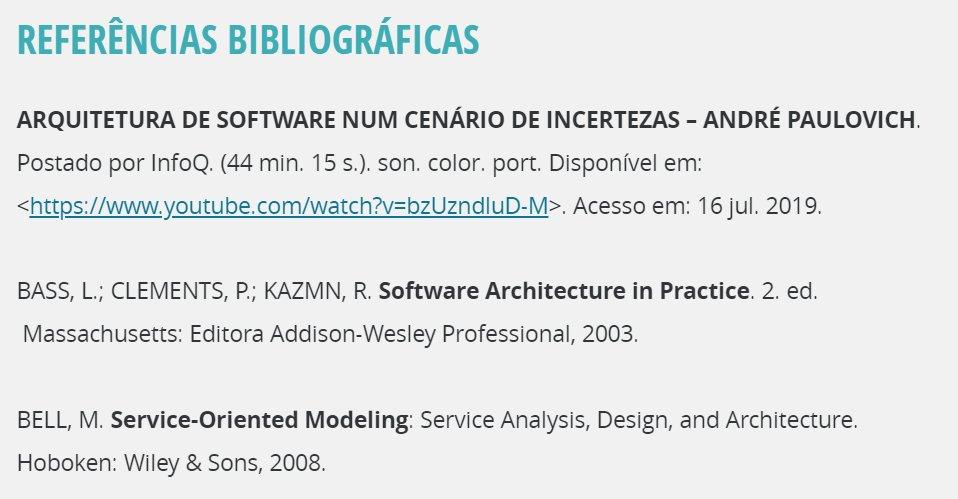 REFERÊNCIAS BIBLIOGRÁFICAS
ARQUITETURA DE SOFTWARE NUM CENÁRIO DE INCERTEZAS – ANDRÉ PAULOVICH.
Postado por InfoQ. (44 min. 15 s.). son. color. port. Disponível em:
<https://www.youtube.com/watch?v=bzUzndluD-M>. Acesso em: 16 jul. 2019.
BASS, L.; CLEMENTS, P.; KAZMN, R. Software Architecture in Practice. 2. ed.
Massachusetts: Editora Addison-Wesley Professional, 2003.
BELL, M. Service-Oriented Modeling: Service Analysis, Design, and Architecture.
Hoboken: Wiley & Sons, 2008.